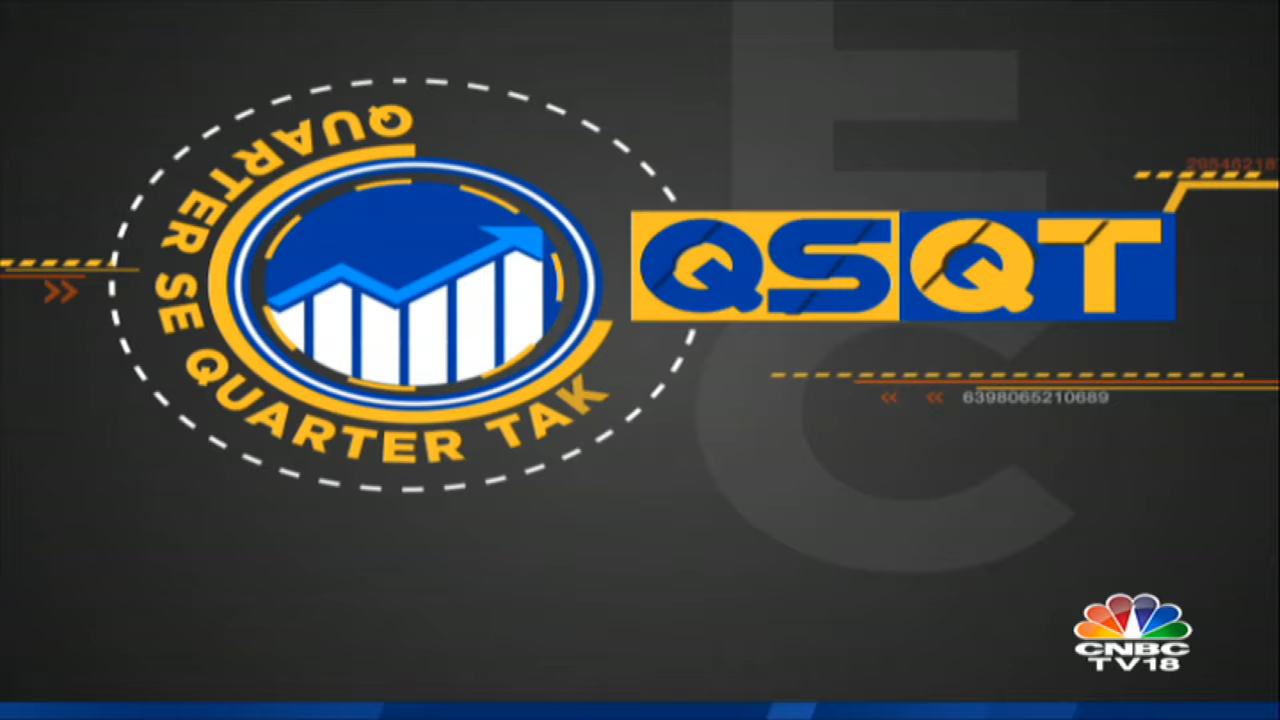 QUARTER SE QUARTER TAK
QSQT
6398065210689
CNBC
TV18